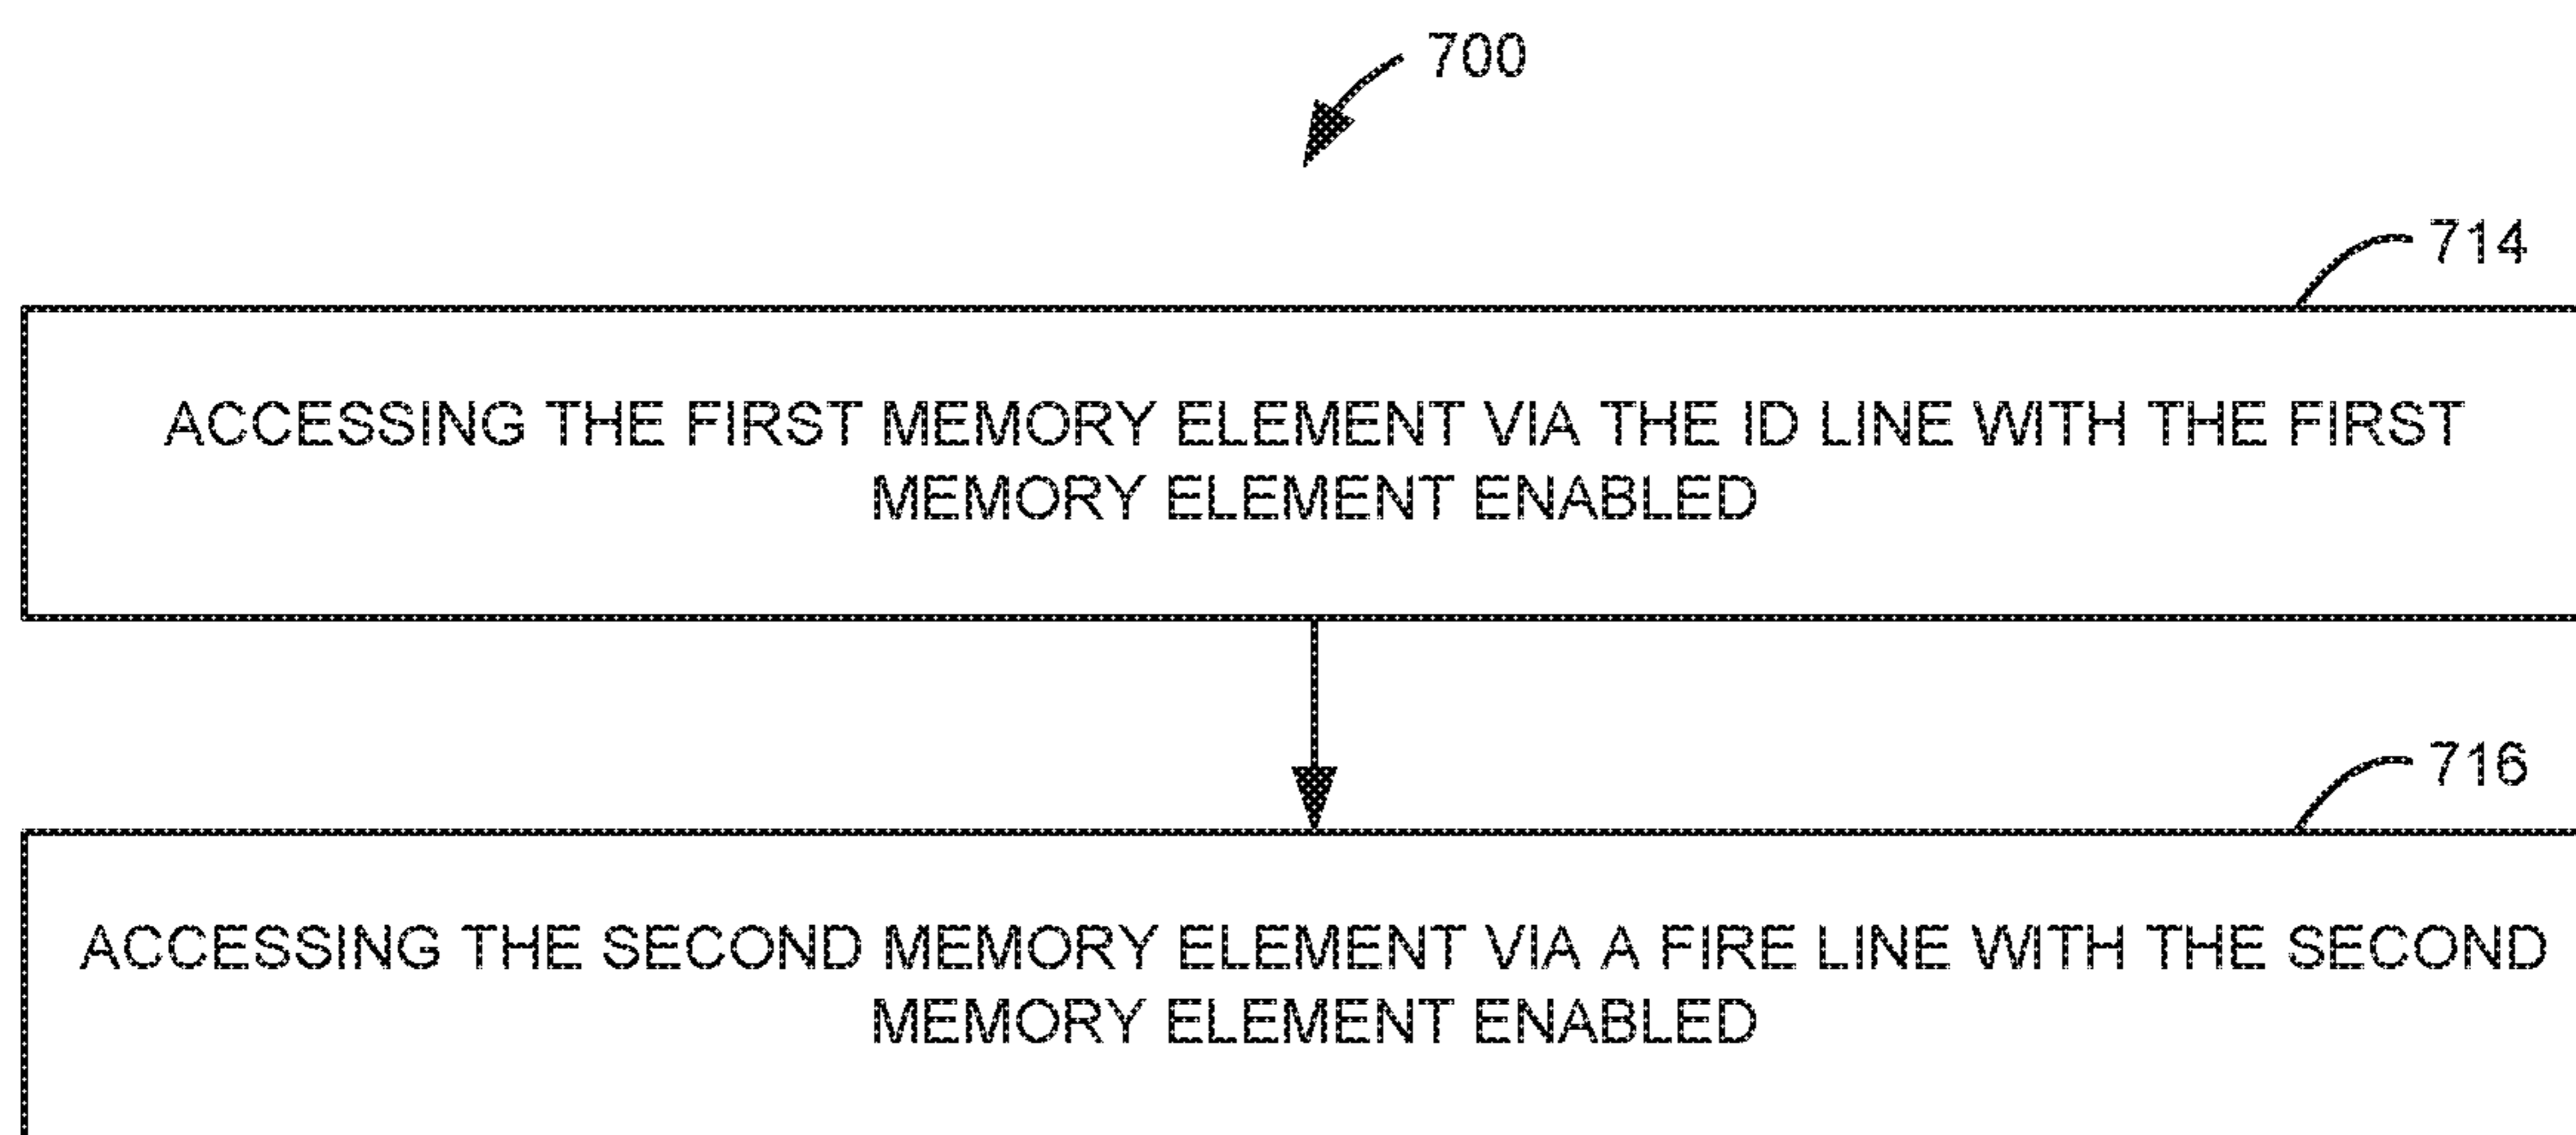 700
714
ACCESSING THE FIRST MEMORY ELEMENT VIA THE ID LINE WITH THE FIRST
MEMORY ELEMENT ENABLED
716
ACCESSING THE SECOND MEMORY ELEMENT VIA A FIRE LINE WITH THE SECOND
MEMORY ELEMENT ENABLED